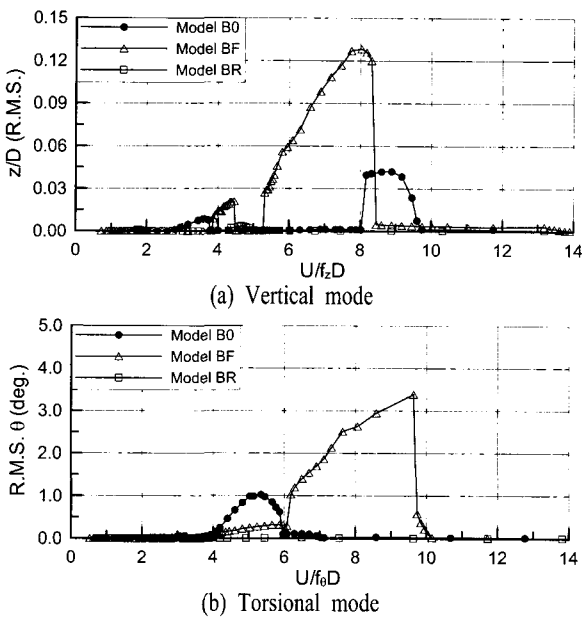 0.15
0.12
0.09
0.06
0.03
0.00
z/D (R.M.S.)
Model B0
Model BF
Model BR
0 2 4 6 8 10 12 14
U/fzD
(a) Vertical mode
5.0
4.0
3.0
2.0
1.0
0.0
R.M.S. θ (deg.)
Model B0
Model BF
Model BR
0 2 4 6 8 10 12 14
U/fθD
(b) Torsional mode